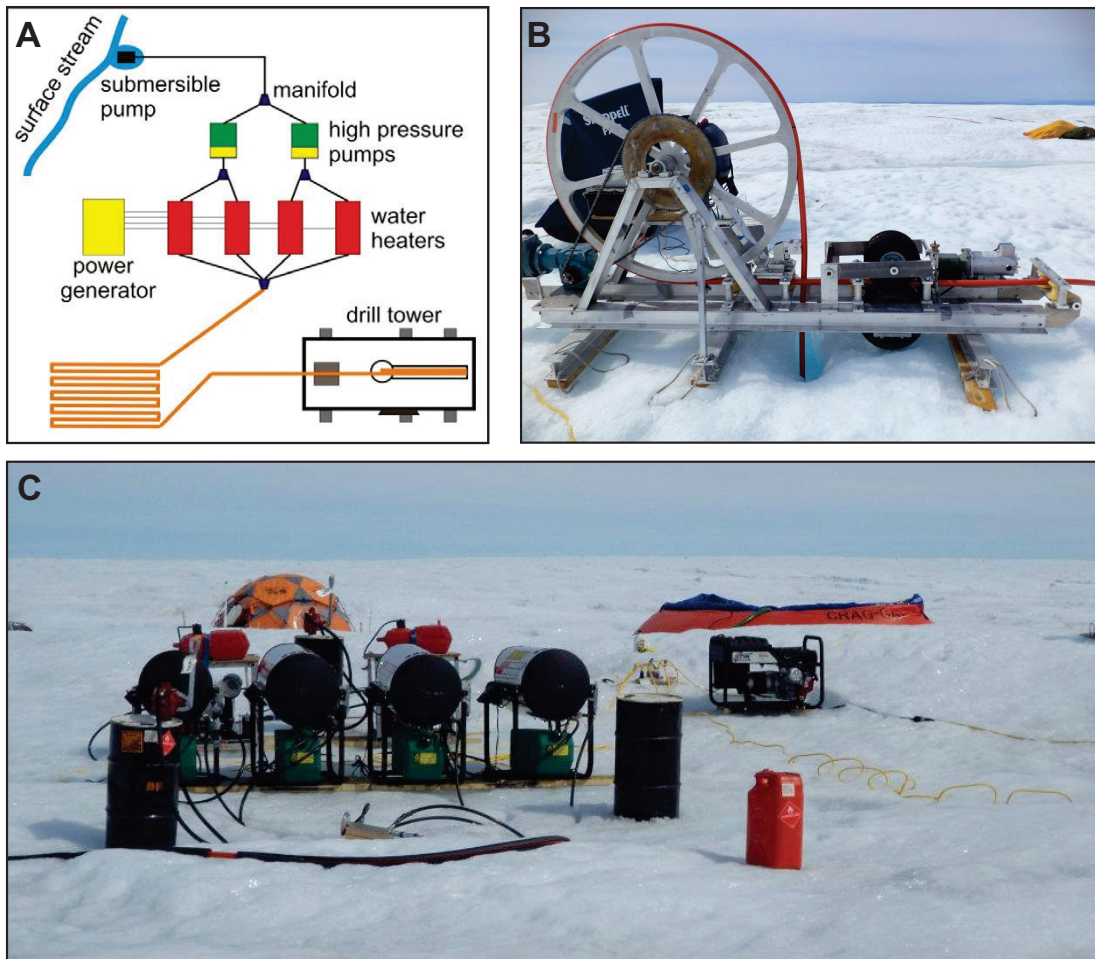 A
surface stream
submersible
pump
manifold
high pressure
pumps
water
heaters
power
generator
drill tower
B
C